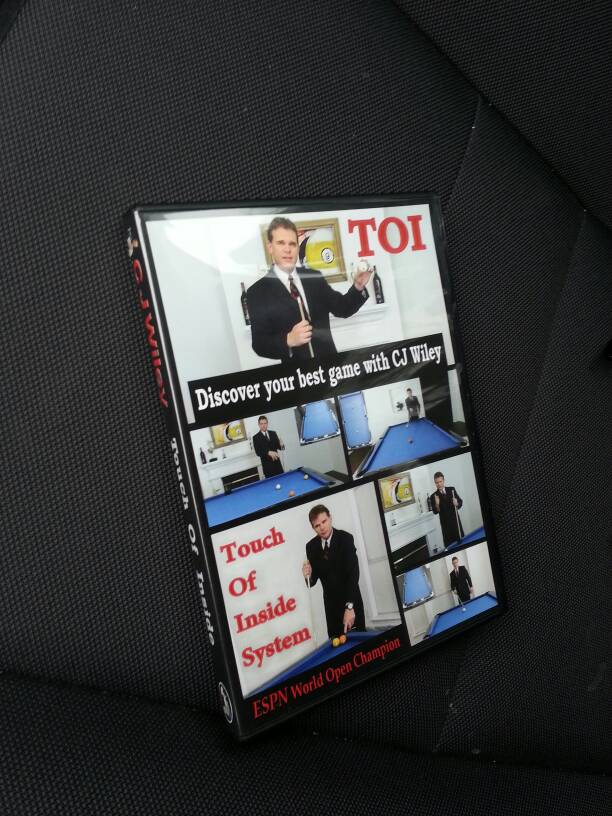 TOI
Discover your best game with CJ Wiley
Touch
Of
Inside
System
ESPN World Open Champion
CJ Wiley Touch Of Inside
9